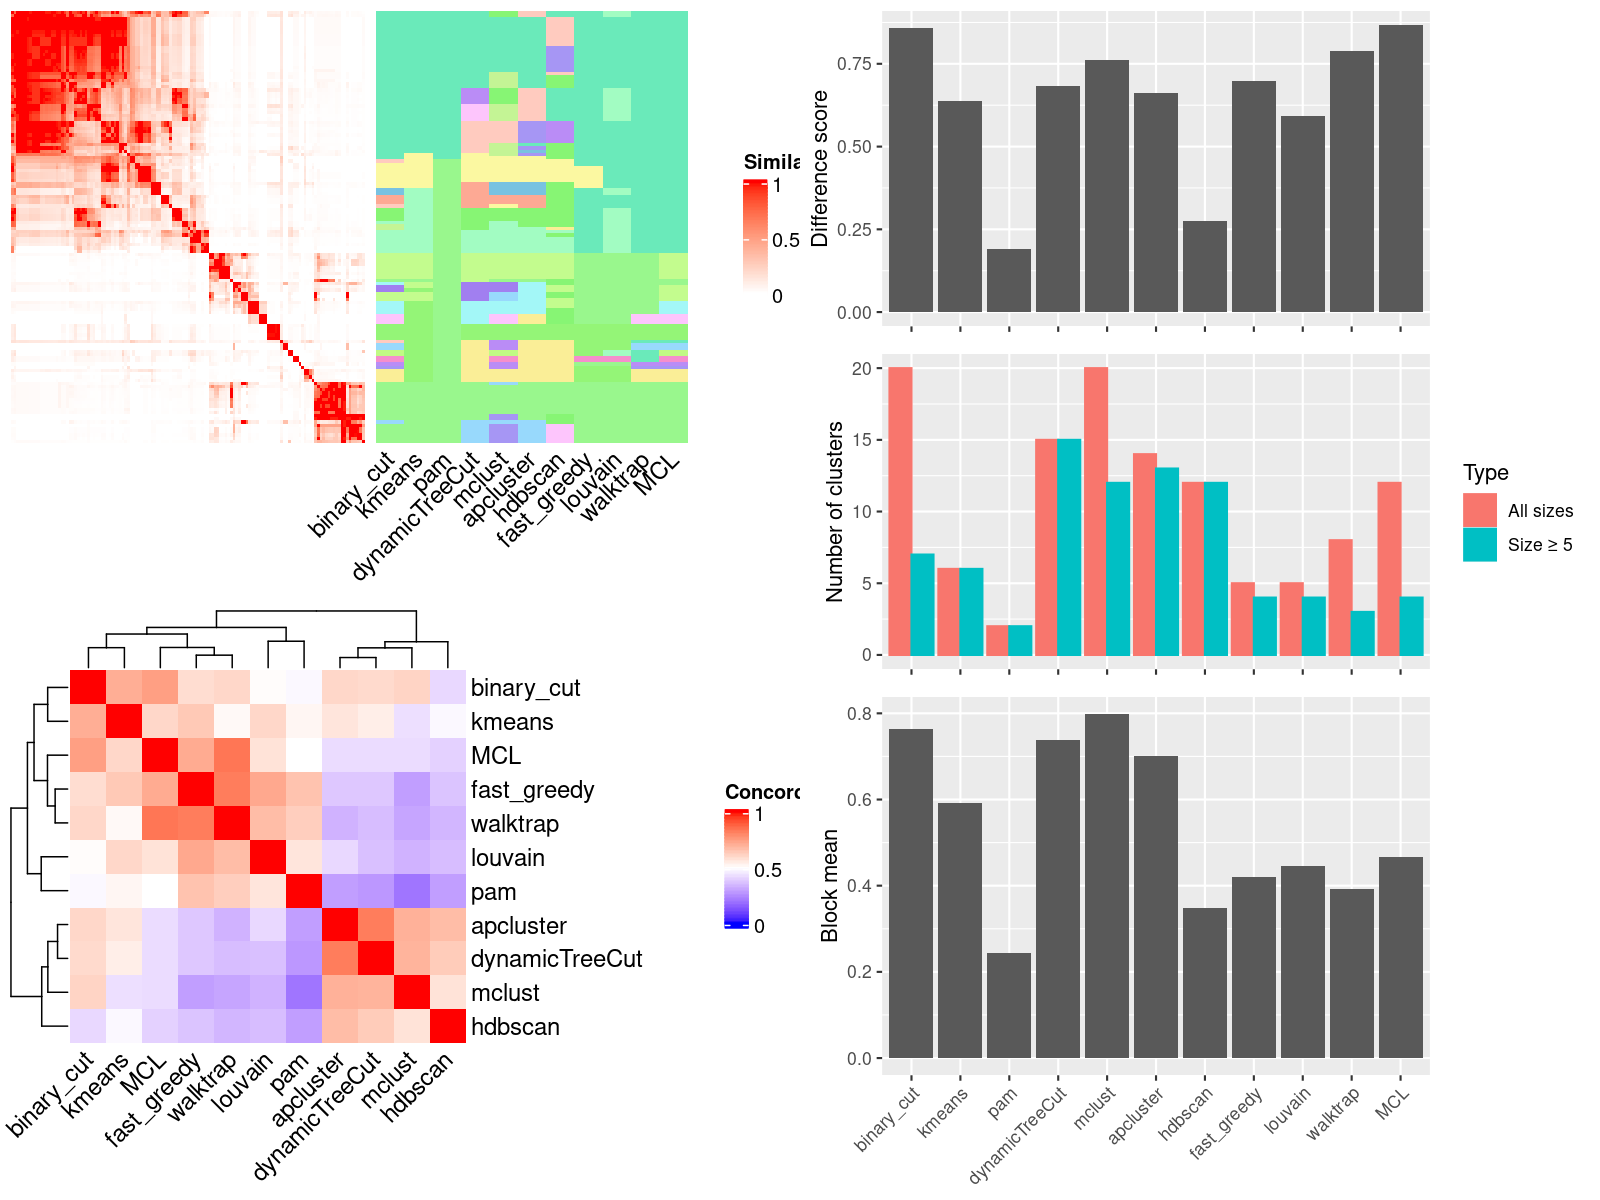 Simila
1
0.5
0
binary_cut
kmeans
pam
dynamicTreeCut
mclust
apcluster
hdbscan
fast_greedy
louvain
walktrap
MCL
Difference score
0.75
0.50
0.25
0.00
Number of clusters
20
15
10
5
0
Type
All sizes
Size ≥ 5
binary_cut
kmeans
MCL
fast_greedy
walktrap
louvain
pam
apcluster
dynamicTreeCut
mclust
hdbscan
binary_cut
kmeans
MCL
fast_greedy
walktrap
louvain
pam
apcluster
dynamicTreeCut
mclust
hdbscan
Concord
1
0.5
0
Block mean
0.8
0.6
0.4
0.2
0.0
binary_cut
kmeans
pam
dynamicTreeCut
mclust
apcluster
hdbscan
fast_greedy
louvain
walktrap
MCL